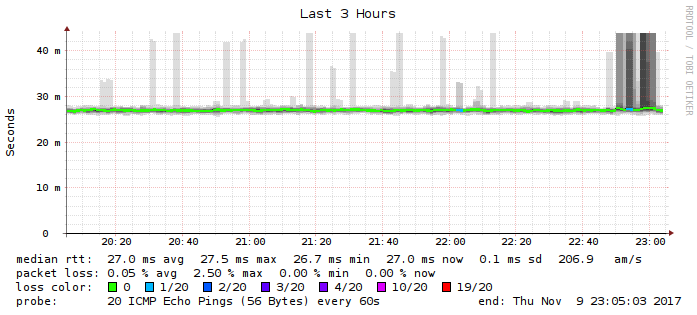 Last 3 Hours
RRDTOOL / TOBI OETIKER
Seconds
40 m
30 m
20 m
10 m
0
20:20 20:40 21:00 21:20 21:40 22:00 22:20 22:40 23:00
median rtt: 27.0 ms avg 27.5 ms max 26.7 ms min 27.0 ms now 0.1 ms sd 206.9 am/s
packet loss: 0.05 % avg 2.50 % max 0.00 % min 0.00 % now
loss color: 0 1/20 2/20 3/20 4/20 10/20 19/20
probe: 20 ICMP Echo Pings (56 Bytes) every 60s end: Thu Nov 9 23:05:03 2017